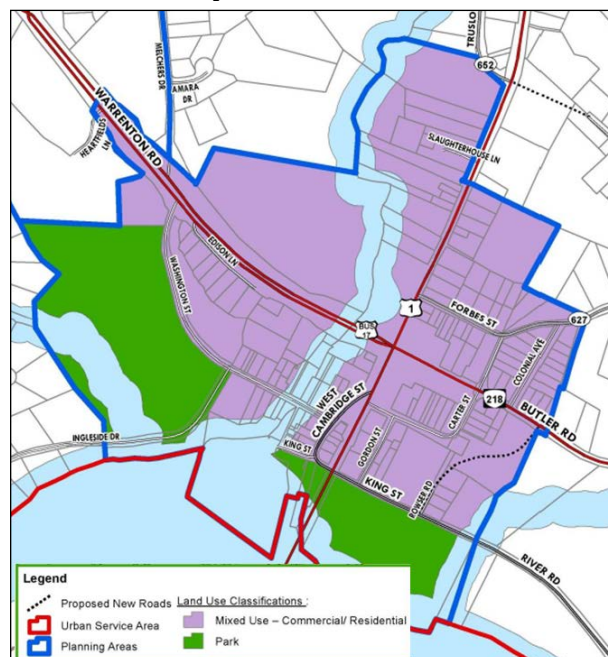 TRUSLO
652
MELCHERS DR
AMARA
DR
WARRENTON RD
HEARTFIELDS
LN
SLAUGHTERHOUSE LN
EDISON LN
WASHINGTON ST
1
FORBES ST
627
BUS
17
COLONIAL AVE
218
BUTLER RD
WEST
CAMBRIDGE ST
CARTER ST
INGLESIDE DR
KING ST
GORDON ST
KING ST
BOWSER RD
RIVER RD
Legend
Proposed New Roads
Urban Service Area
Planning Areas
Land Use Classifications :
Mixed Use – Commercial/ Residential
Park